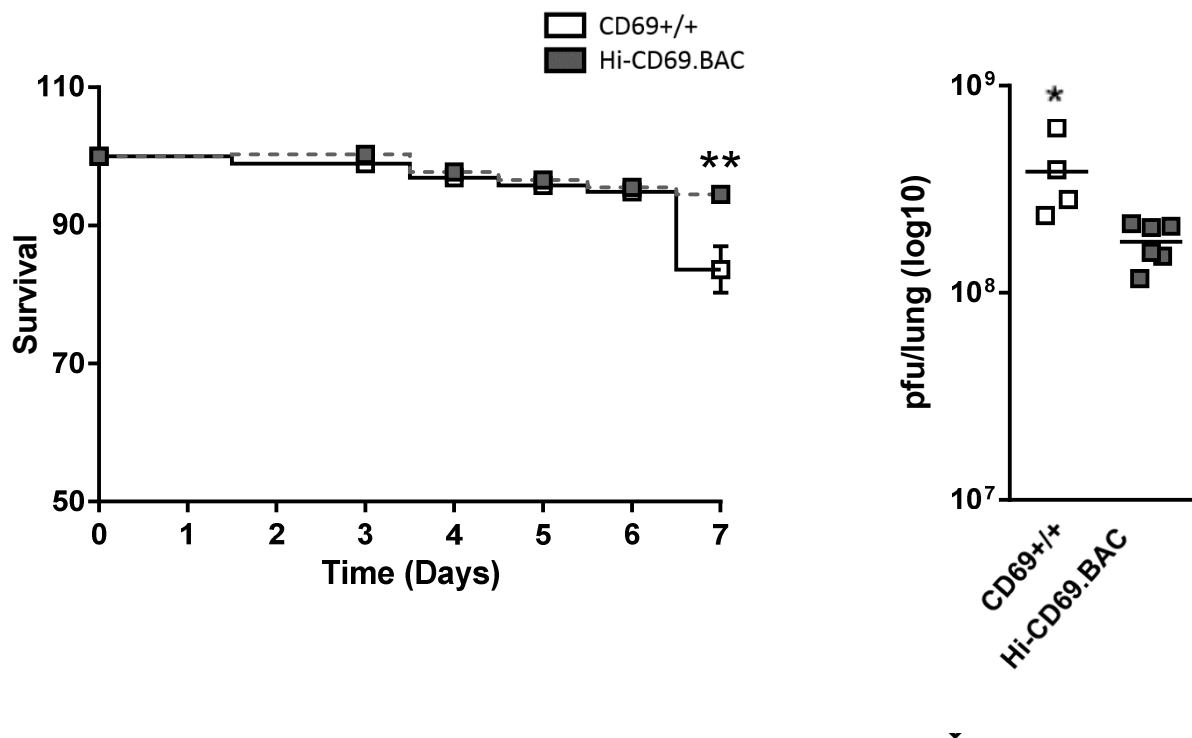 CD69+/+
Hi-CD69.BAC
110
90
70
50
Survival
**
0 1 2 3 4 5 6 7
Time (Days)
10⁹
10⁸
10⁷
pfu/lung (log10)
*
CD69+/+
Hi-CD69.BAC